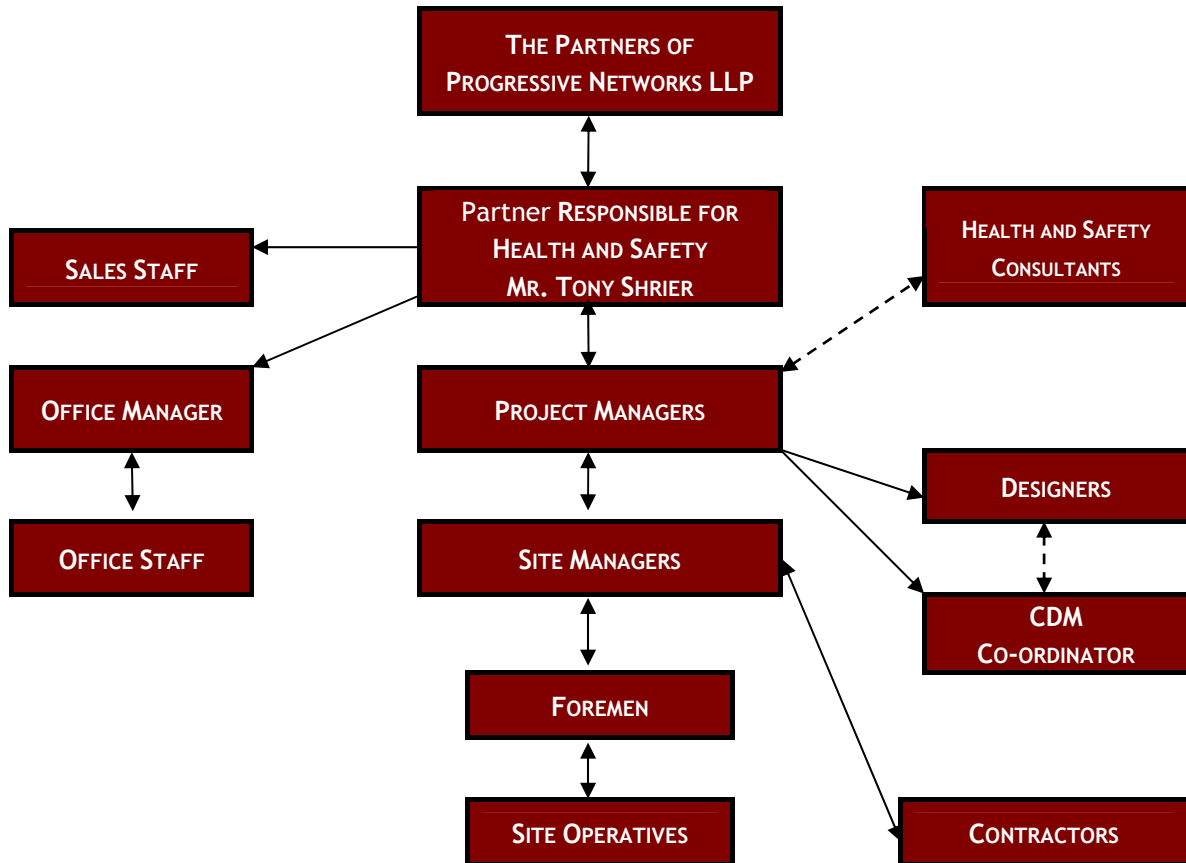 THE PARTNERS OF
PROGRESSIVE NETWORKS LLP
Partner RESPONSIBLE FOR
HEALTH AND SAFETY
MR. TONY SHRIER
HEALTH AND SAFETY
CONSULTANTS
SALES STAFF
OFFICE MANAGER
PROJECT MANAGERS
DESIGNERS
OFFICE STAFF
SITE MANAGERS
CDM
CO-ORDINATOR
FOREMEN
SITE OPERATIVES
CONTRACTORS